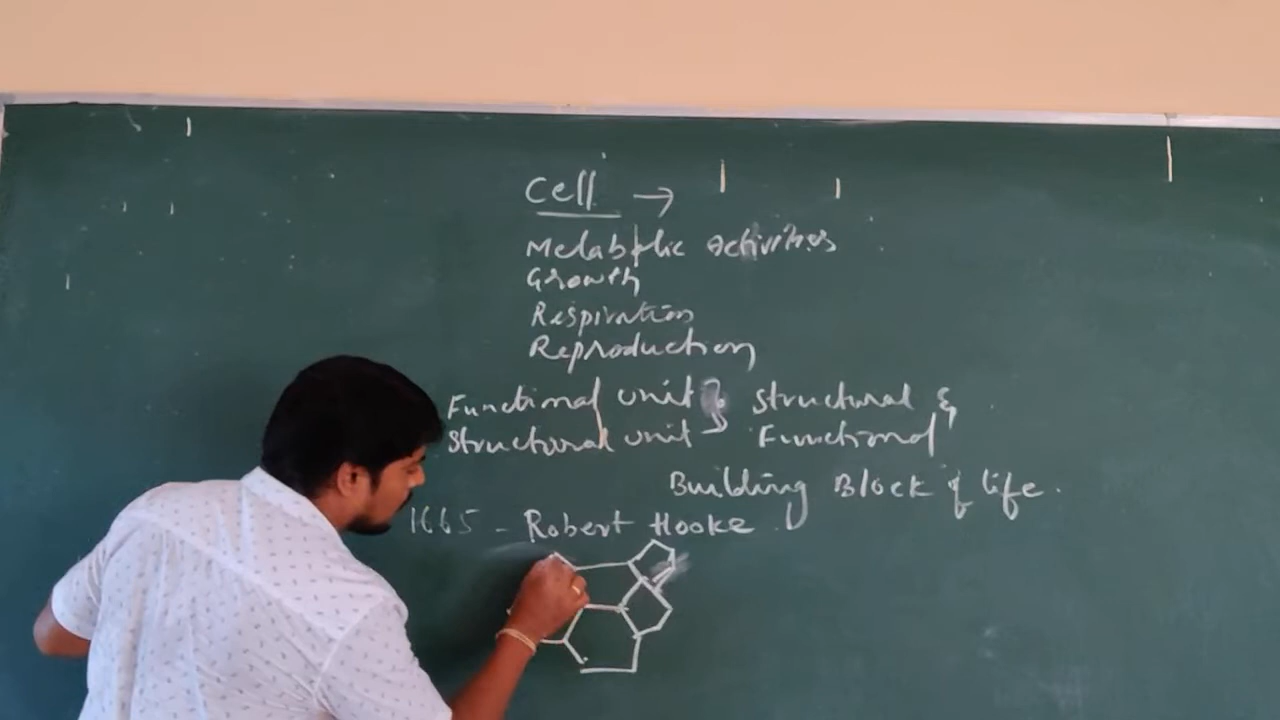 Cell →
Metabolic activities
Growth
Respiration
Reproduction
Functional unit structural &
Structural unit Functional
Building Block of life.
1665 - Robert Hooke.